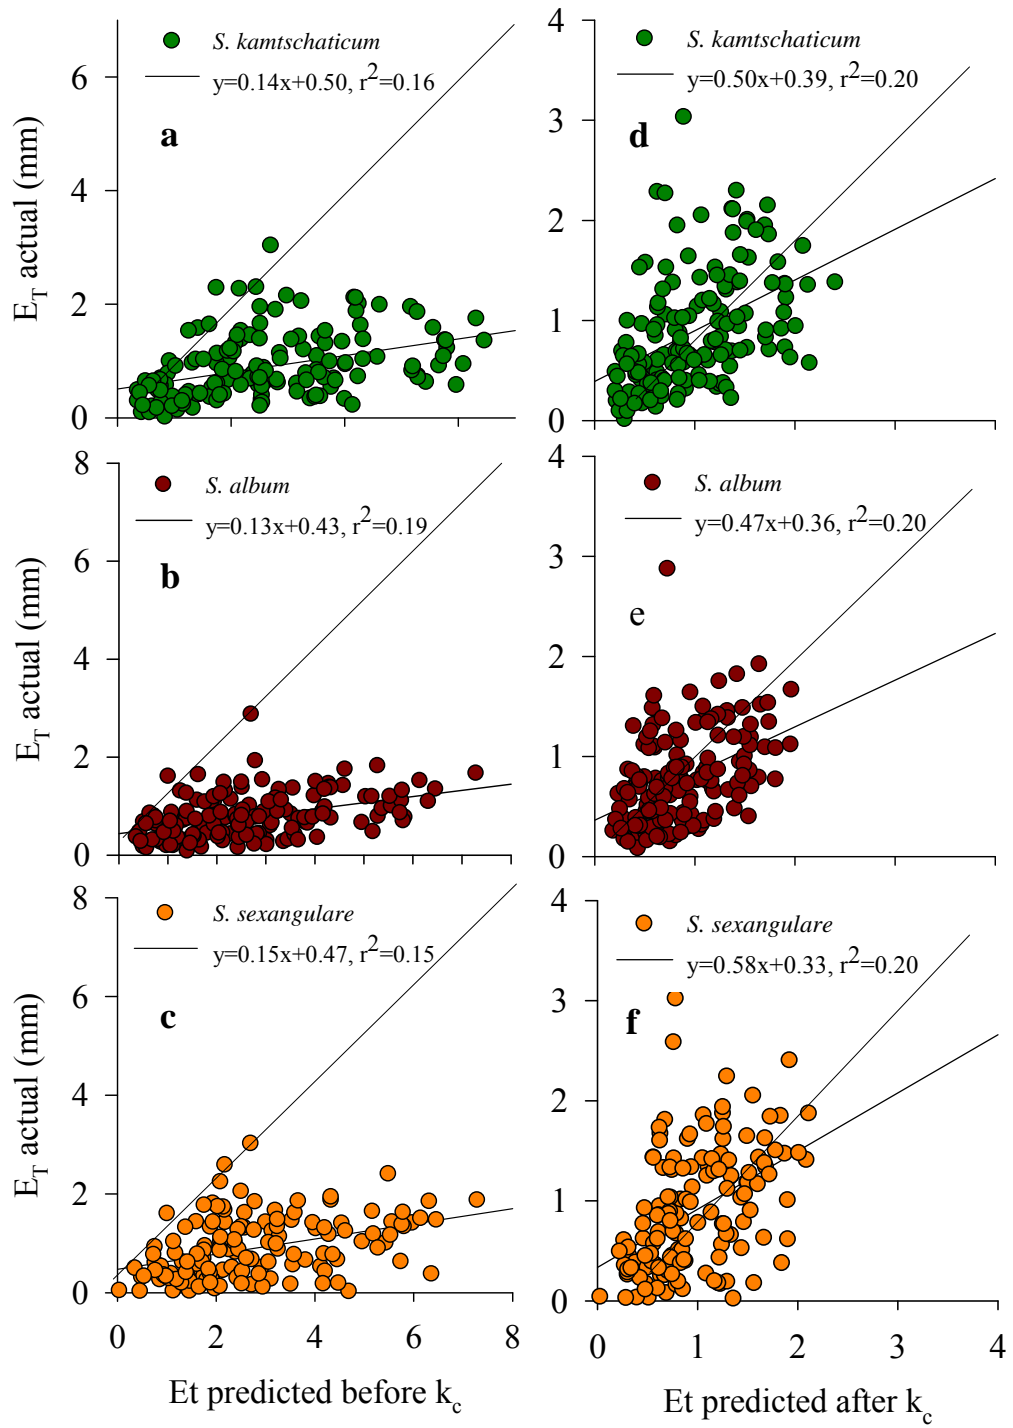 S. kamtschaticum
y=0.14x+0.50, r²=0.16
a
6
4
2
0
E_T actual (mm)
S. kamtschaticum
y=0.50x+0.39, r²=0.20
d
4
3
2
1
0
S. album
y=0.13x+0.43, r²=0.19
b
8
6
4
2
0
E_T actual (mm)
S. album
y=0.47x+0.36, r²=0.20
e
4
3
2
1
0
S. sexangulare
y=0.15x+0.47, r²=0.15
c
8
6
4
2
0
E_T actual (mm)
0 2 4 6 8
Et predicted before k_c
S. sexangulare
y=0.58x+0.33, r²=0.20
f
4
3
2
1
0
0 1 2 3 4
Et predicted after k_c